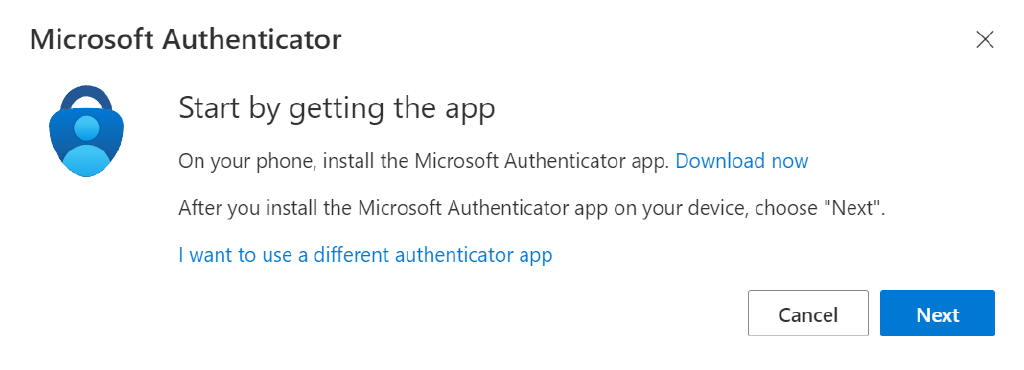 Microsoft Authenticator
Start by getting the app
On your phone, install the Microsoft Authenticator app. Download now
After you install the Microsoft Authenticator app on your device, choose "Next".
I want to use a different authenticator app
Cancel Next